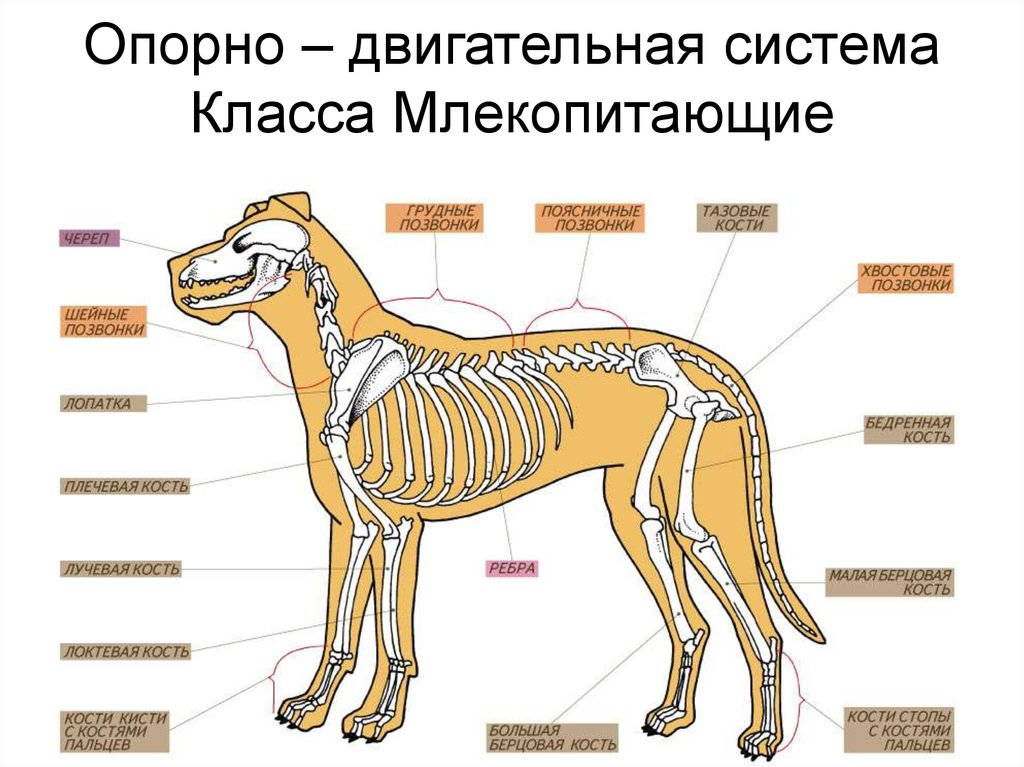 Опорно – двигательная система
Класса Млекопитающие
ГРУДНЫЕ
ПОЗВОНКИ
ПОЯСНИЧНЫЕ
ПОЗВОНКИ
ТАЗОВЫЕ
КОСТИ
ЧЕРЕП
ХВОСТОВЫЕ
ПОЗВОНКИ
ШЕЙНЫЕ
ПОЗВОНКИ
ЛОПАТКА
БЕДРЕННАЯ
КОСТЬ
ПЛЕЧЕВАЯ КОСТЬ
ЛУЧЕВАЯ КОСТЬ
РЕБРА
МАЛАЯ БЕРЦОВАЯ
КОСТЬ
ЛОКТЕВАЯ КОСТЬ
КОСТИ КИСТИ
С КОСТЯМИ
ПАЛЬЦЕВ
БОЛЬШАЯ
БЕРЦОВАЯ КОСТЬ
КОСТИ СТОПЫ
С КОСТЯМИ
ПАЛЬЦЕВ